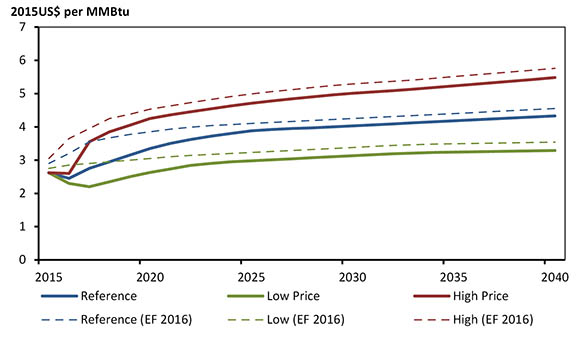 2015US$ per MMBtu
7
6
5
4
3
2
1
0
2015 2020 2025 2030 2035 2040
Reference Low Price High Price
Reference (EF 2016) Low (EF 2016) High (EF 2016)